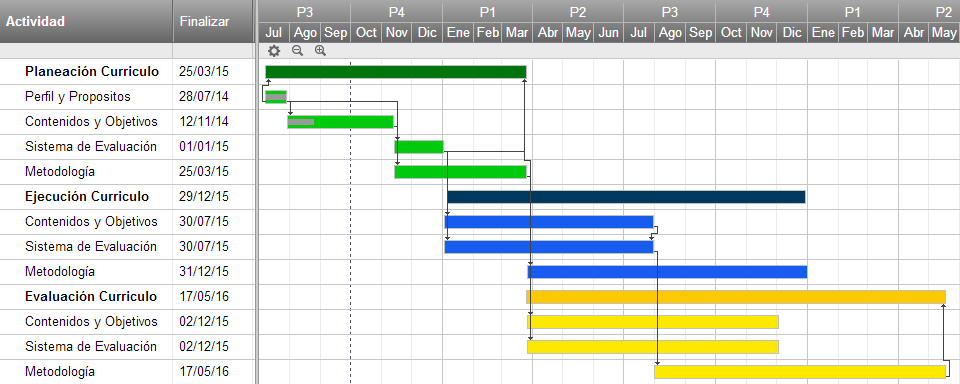 Actividad Finalizar P3 P4 P1 P2 P3 P4 P1 P2
Jul Ago Sep Oct Nov Dic Ene Feb Mar Abr May Jun Jul Ago Sep Oct Nov Dic Ene Feb Mar Abr May
Planeación Curriculo 25/03/15
Perfil y Propositos 28/07/14
Contenidos y Objetivos 12/11/14
Sistema de Evaluación 01/01/15
Metodología 25/03/15
Ejecución Curriculo 29/12/15
Contenidos y Objetivos 30/07/15
Sistema de Evaluación 30/07/15
Metodología 31/12/15
Evaluación Curriculo 17/05/16
Contenidos y Objetivos 02/12/15
Sistema de Evaluación 02/12/15
Metodología 17/05/16